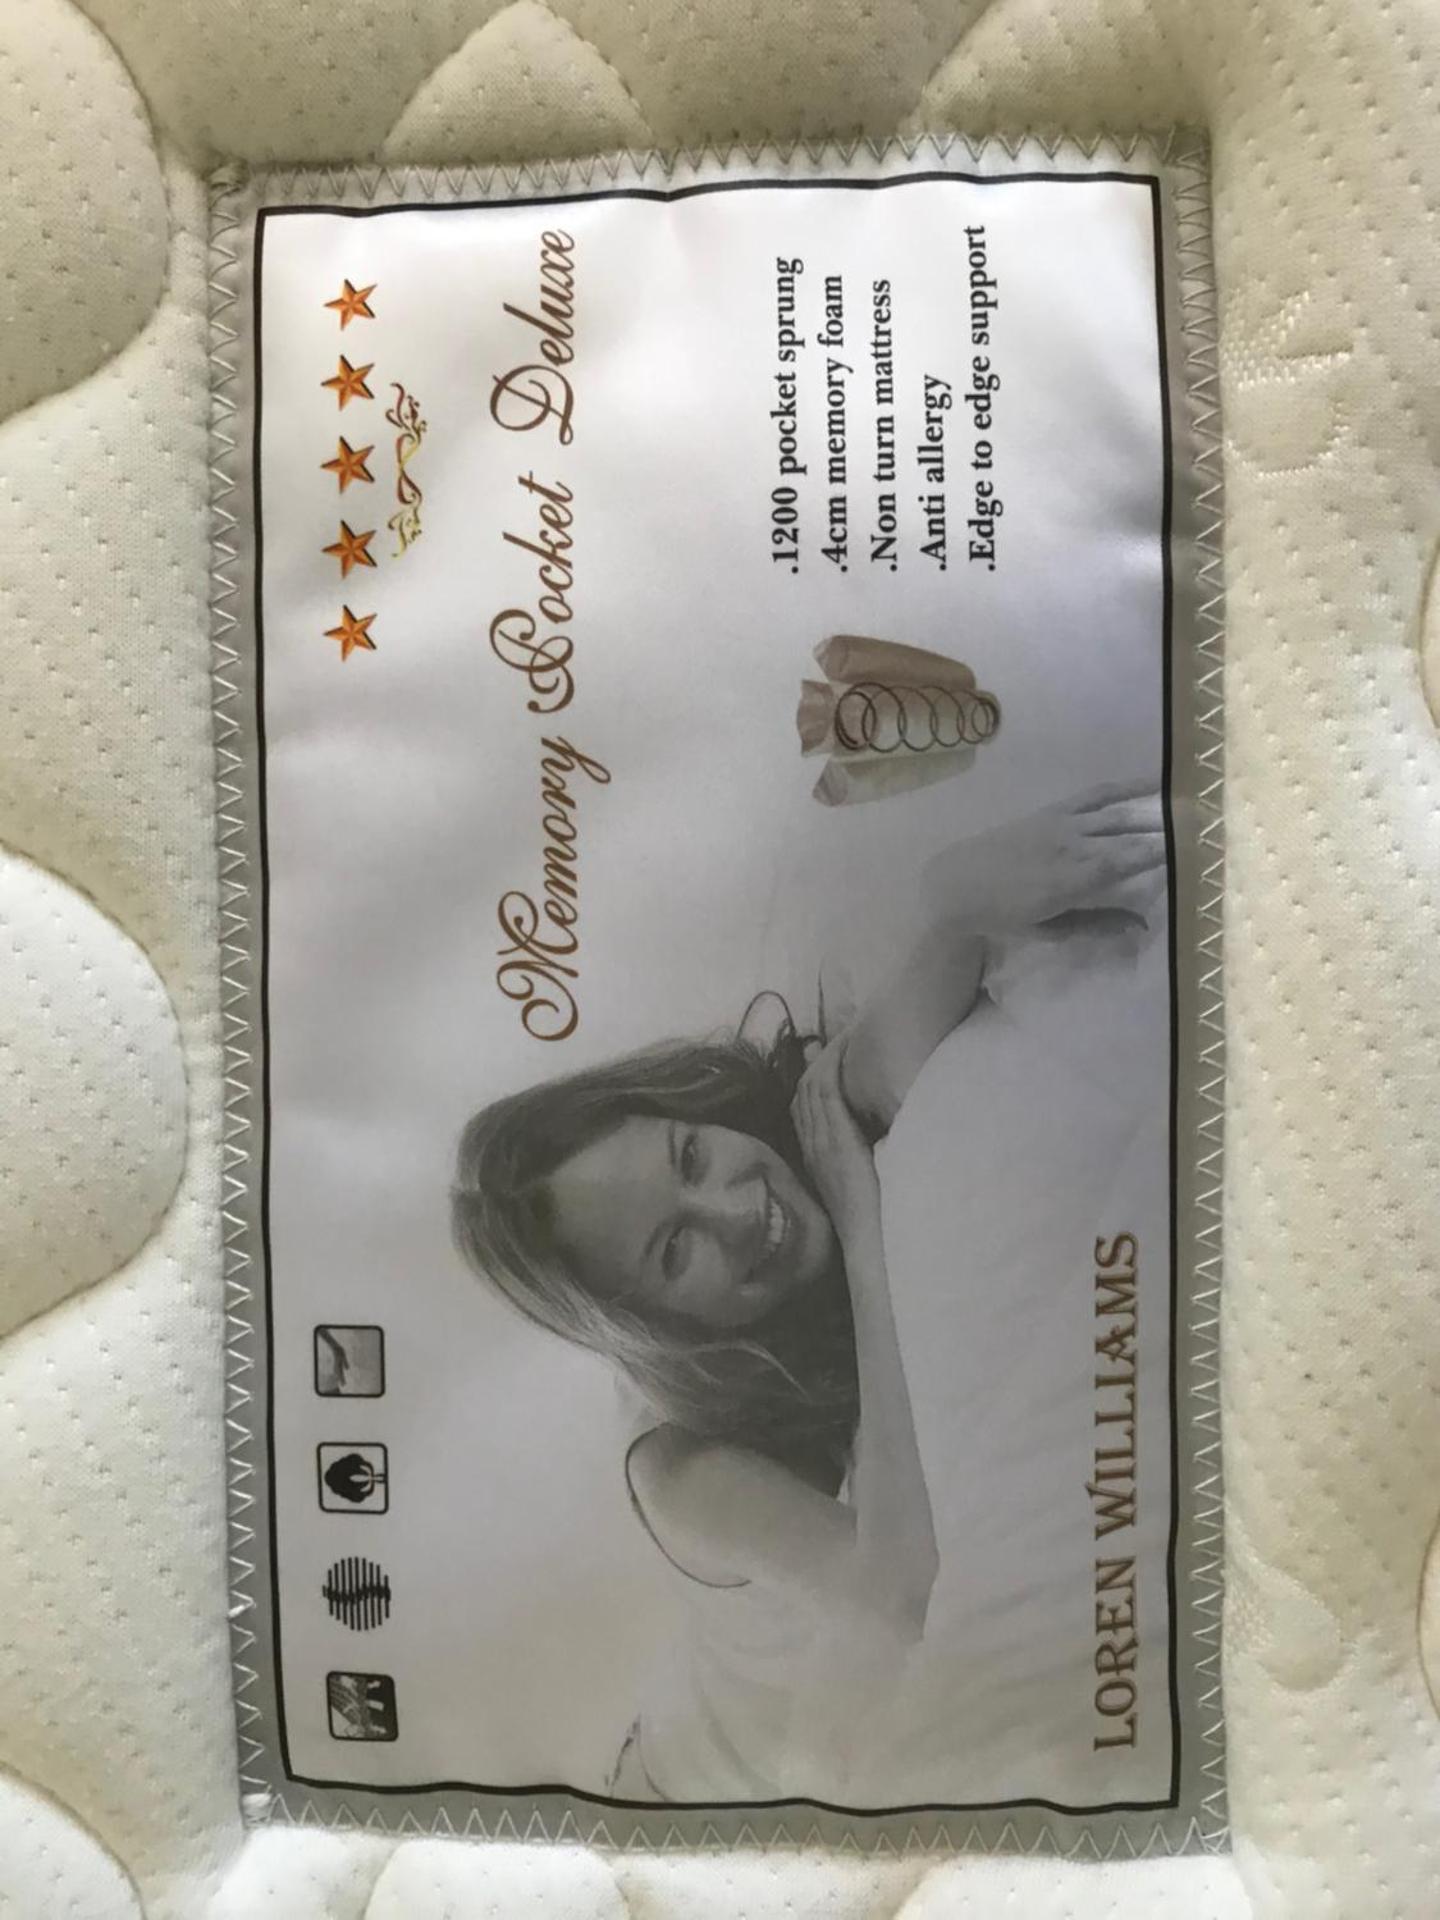 Memory Pocket Deluxe
.1200 pocket sprung
.4cm memory foam
.Non turn mattress
.Anti allergy
.Edge to edge support
LOREN WILLIAMS